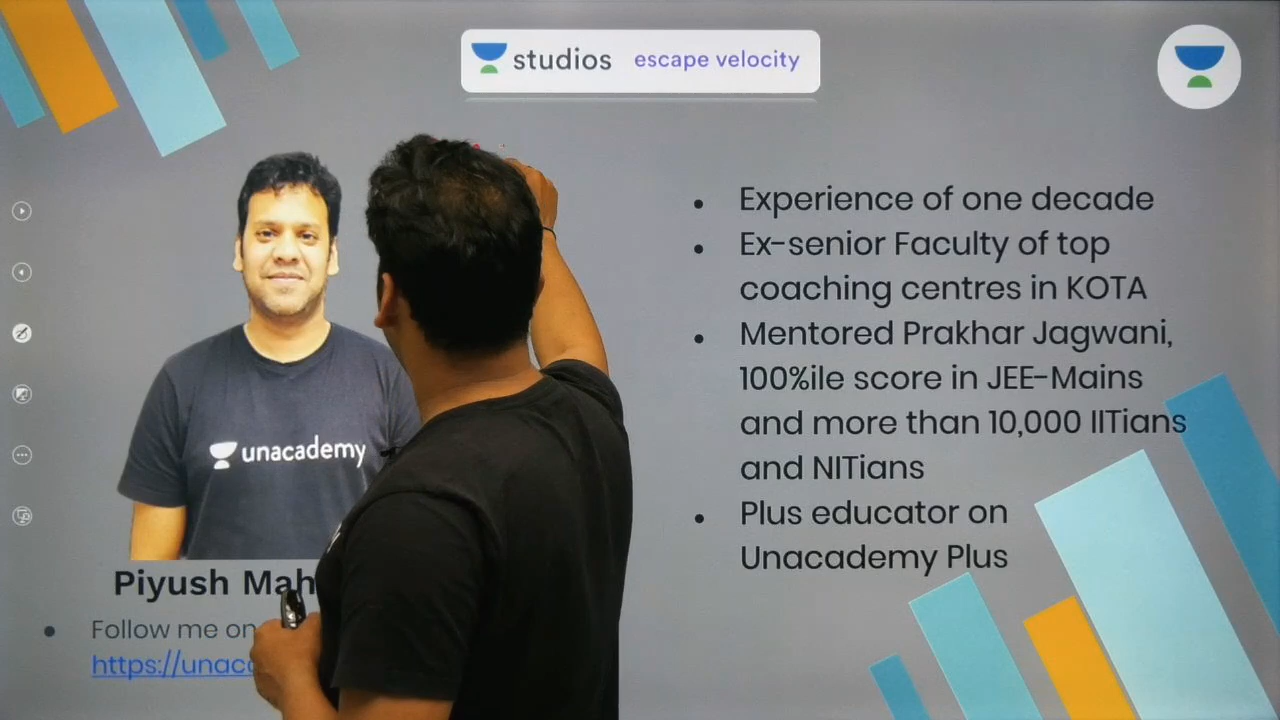 studios escape velocity
unacademy
Piyush Mah
Follow me on
https://unac
• Experience of one decade
• Ex-senior Faculty of top
coaching centres in KOTA
• Mentored Prakhar Jagwani,
100%ile score in JEE-Mains
and more than 10,000 IITians
and NITians
• Plus educator on
Unacademy Plus